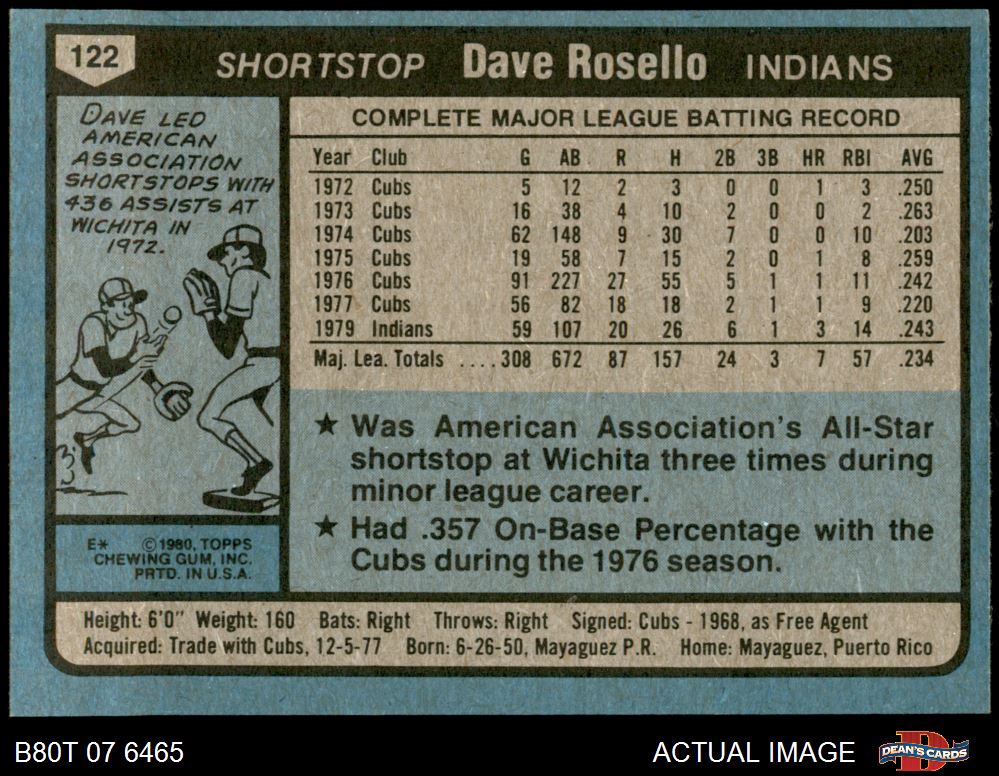 122
SHORTSTOP Dave Rosello INDIANS
DAVE LED
AMERICAN
ASSOCIATION
SHORTSTOPS WITH
436 ASSISTS AT
WICHITA IN
1972.
COMPLETE MAJOR LEAGUE BATTING RECORD
Year Club G AB R H 2B 3B HR RBI AVG
1972 Cubs 5 12 2 3 0 0 1 3 .250
1973 Cubs 16 38 4 10 2 0 0 2 .263
1974 Cubs 62 148 9 30 7 0 0 10 .203
1975 Cubs 19 58 7 15 2 0 1 8 .259
1976 Cubs 91 227 27 55 5 1 1 11 .242
1977 Cubs 56 82 18 18 2 1 1 9 .220
1979 Indians 59 107 20 26 6 1 3 14 .243
Maj. Lea. Totals ....308 672 87 157 24 3 7 57 .234
★ Was American Association's All-Star
shortstop at Wichita three times during
minor league career.
★ Had .357 On-Base Percentage with the
Cubs during the 1976 season.
E* © 1980, TOPPS
CHEWING GUM, INC.
PRTD. IN U.S.A.
Height: 6'0" Weight: 160 Bats: Right Throws: Right Signed: Cubs - 1968, as Free Agent
Acquired: Trade with Cubs, 12-5-77 Born: 6-26-50, Mayaguez P.R. Home: Mayaguez, Puerto Rico
B80T 07 6465
ACTUAL IMAGE
D
DEAN'S CARDS